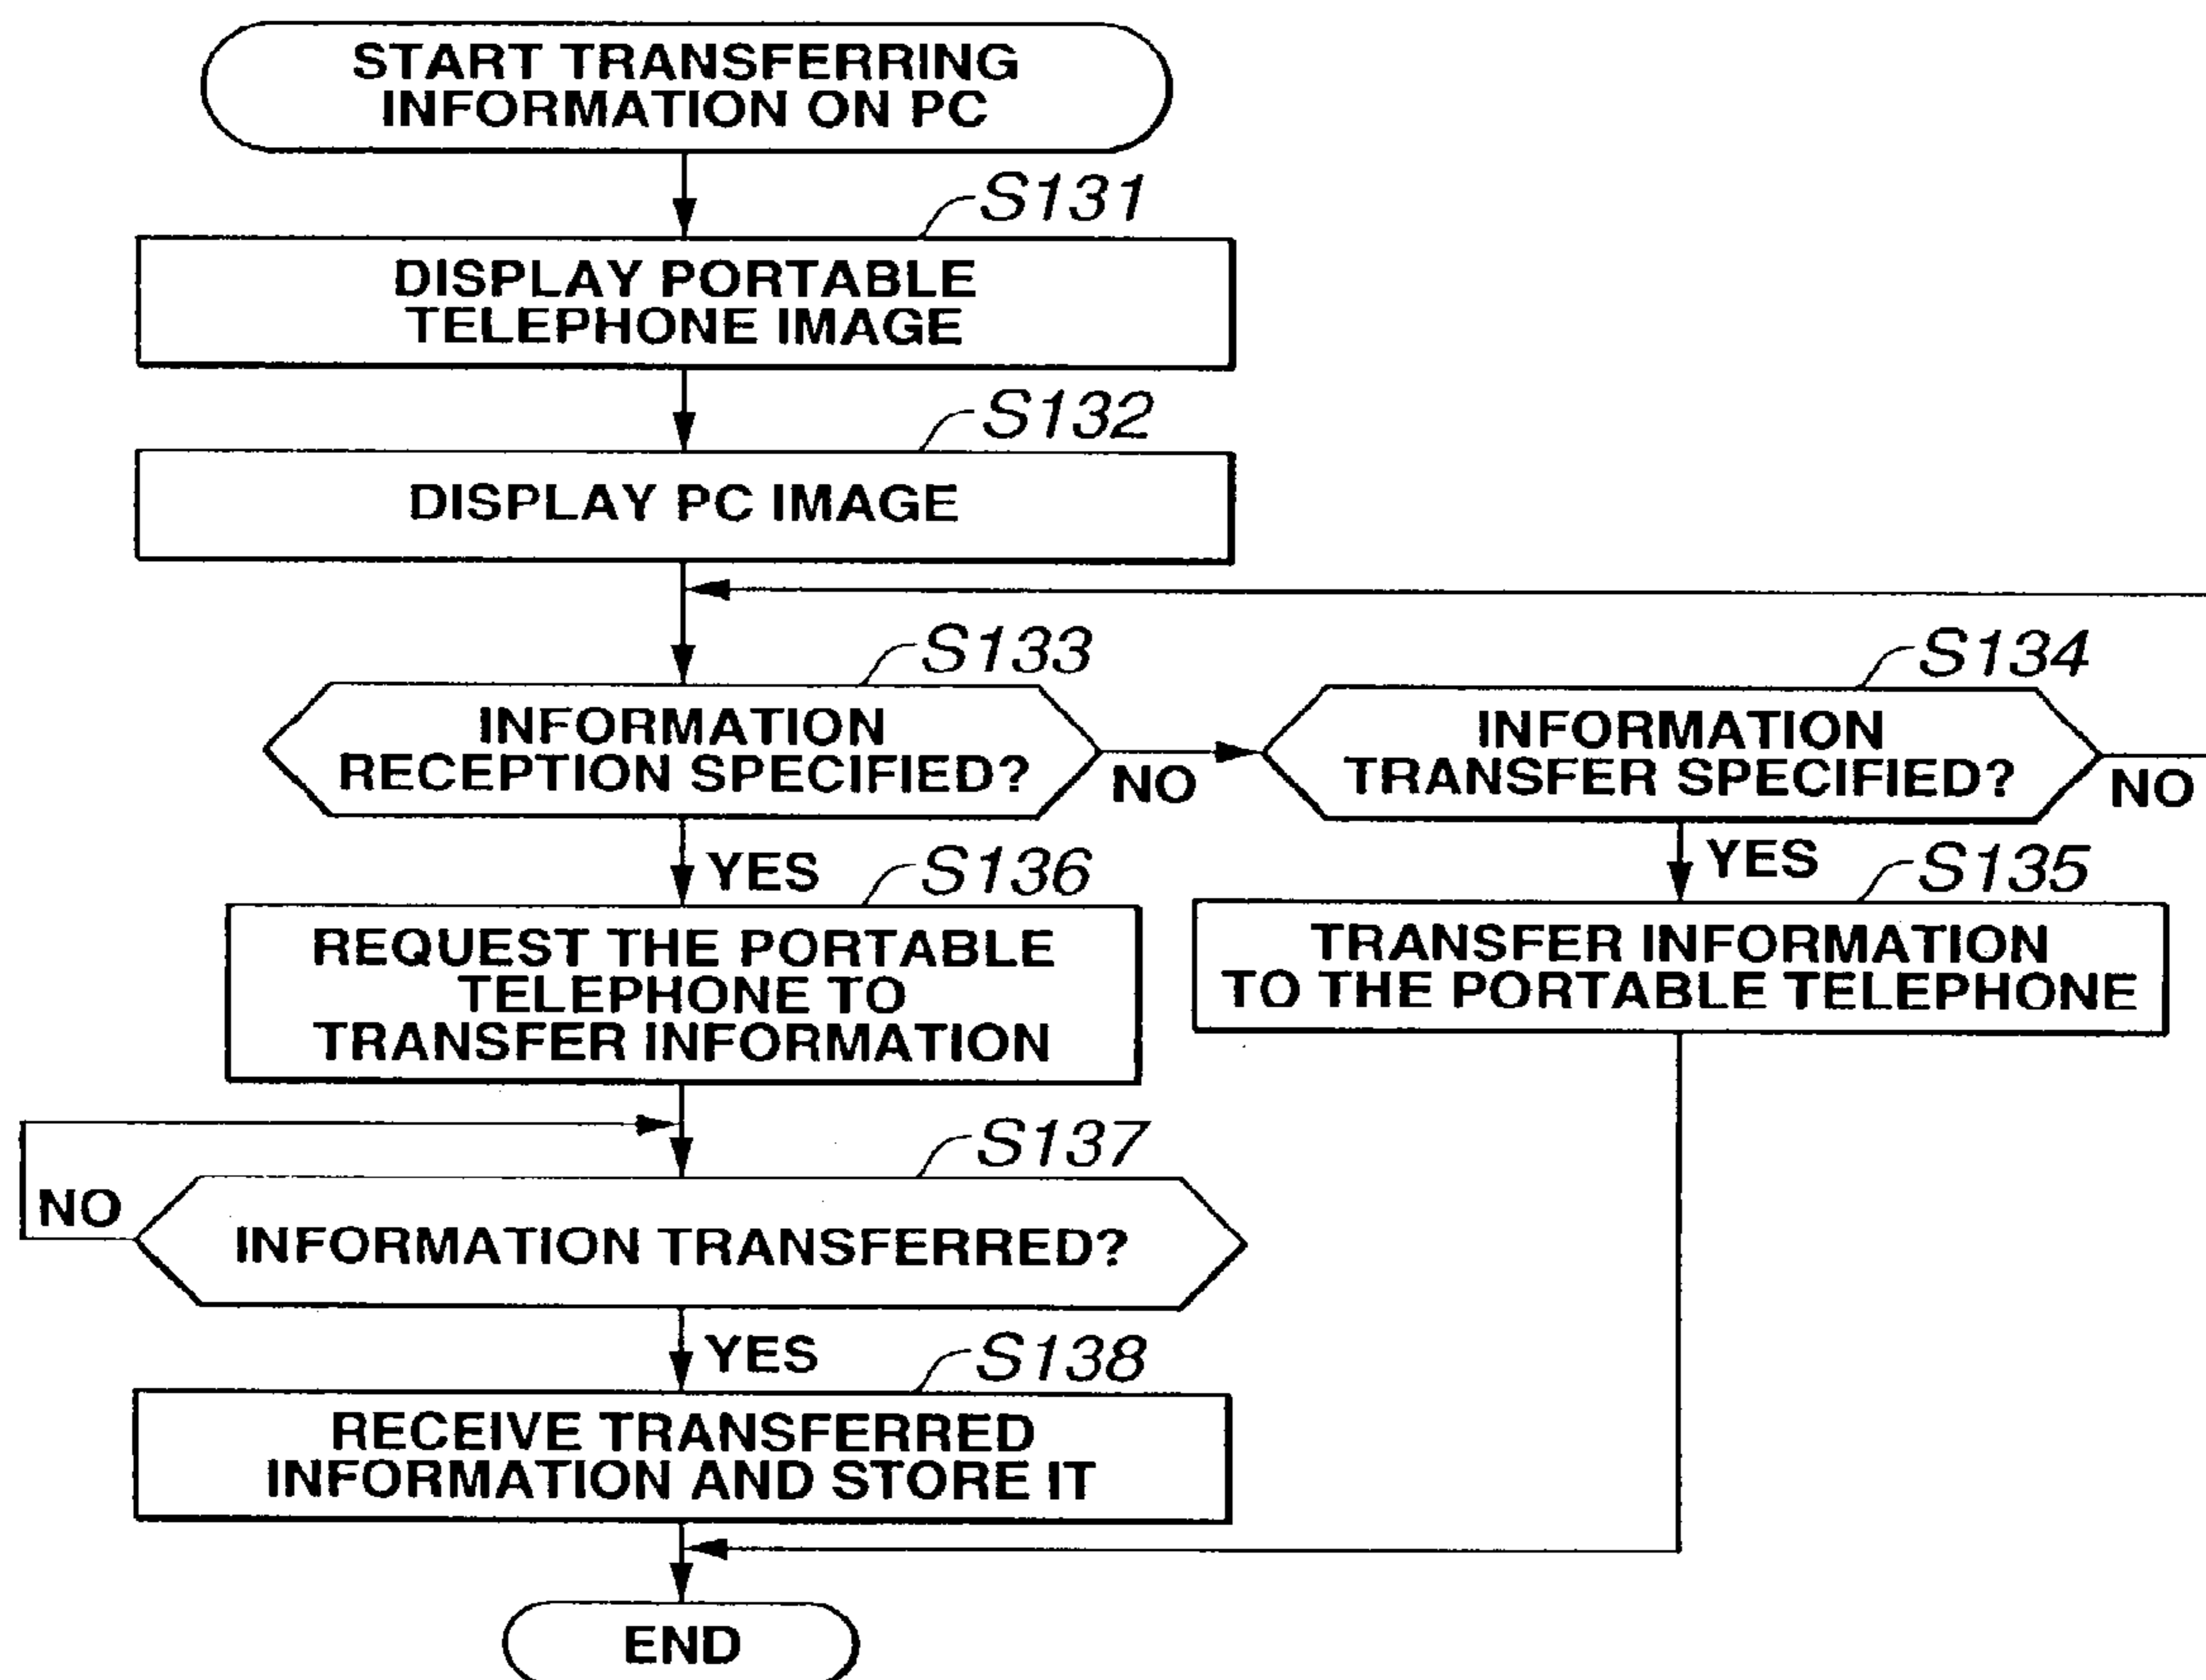 START TRANSFERRING
INFORMATION ON PC
S131
DISPLAY PORTABLE
TELEPHONE IMAGE
S132
DISPLAY PC IMAGE
S133
INFORMATION
RECEPTION SPECIFIED?
NO
S134
INFORMATION
TRANSFER SPECIFIED?
NO
YES
S136
REQUEST THE PORTABLE
TELEPHONE TO
TRANSFER INFORMATION
YES
S135
TRANSFER INFORMATION
TO THE PORTABLE TELEPHONE
S137
NO
INFORMATION TRANSFERRED?
YES
S138
RECEIVE TRANSFERRED
INFORMATION AND STORE IT
END